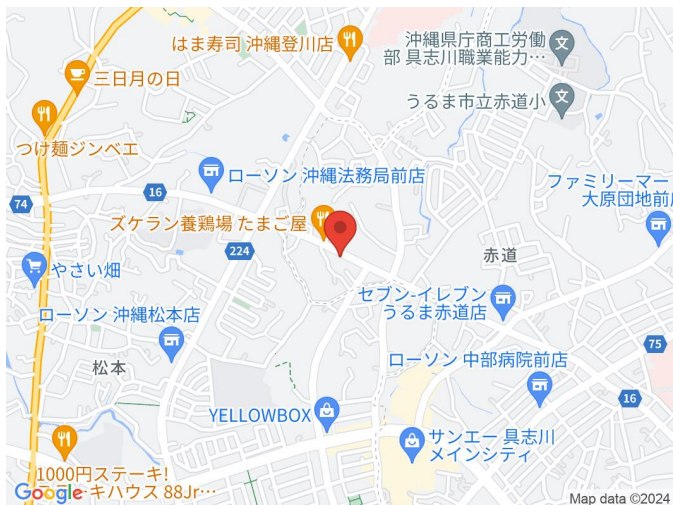 はま寿司 沖縄登川店
沖縄県庁商工労働
部 具志川職業能力…
三日月の日
うるま市立赤道小
つけ麺ジンベエ
ローソン 沖縄法務局前店
16
74
ファミリーマー
大原団地前店
ズケラン養鶏場 たまご屋
224
赤道
やさい畑
セブン-イレブン
うるま赤道店
ローソン 沖縄松本店
75
松本
ローソン 中部病院前店
16
YELLOWBOX
サンエー 具志川
メインシティ
1000円ステーキ!
ステーキハウス 88Jr…
Google
Map data ©2024